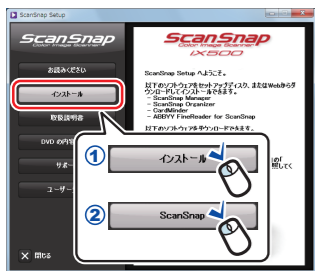 ScanSnap Setup
ScanSnap
Color Image Scanner
お読みください
インストール
取扱説明書
DVD の内容
サポ
ユーザー
閉じる
ScanSnap
Color Image Scanner
iX500
ScanSnap Setup へようこそ。
以下のソフトウェアをセットアップディスク、またはWebからダ
ウンロードしてインストールできます。
- ScanSnap Manager
- ScanSnap Organizer
- CardMinder
- ABBYY FineReader for ScanSnap
以下のソフトウェアをダウンロードできます。
の「
照してく
① インストール
② ScanSnap